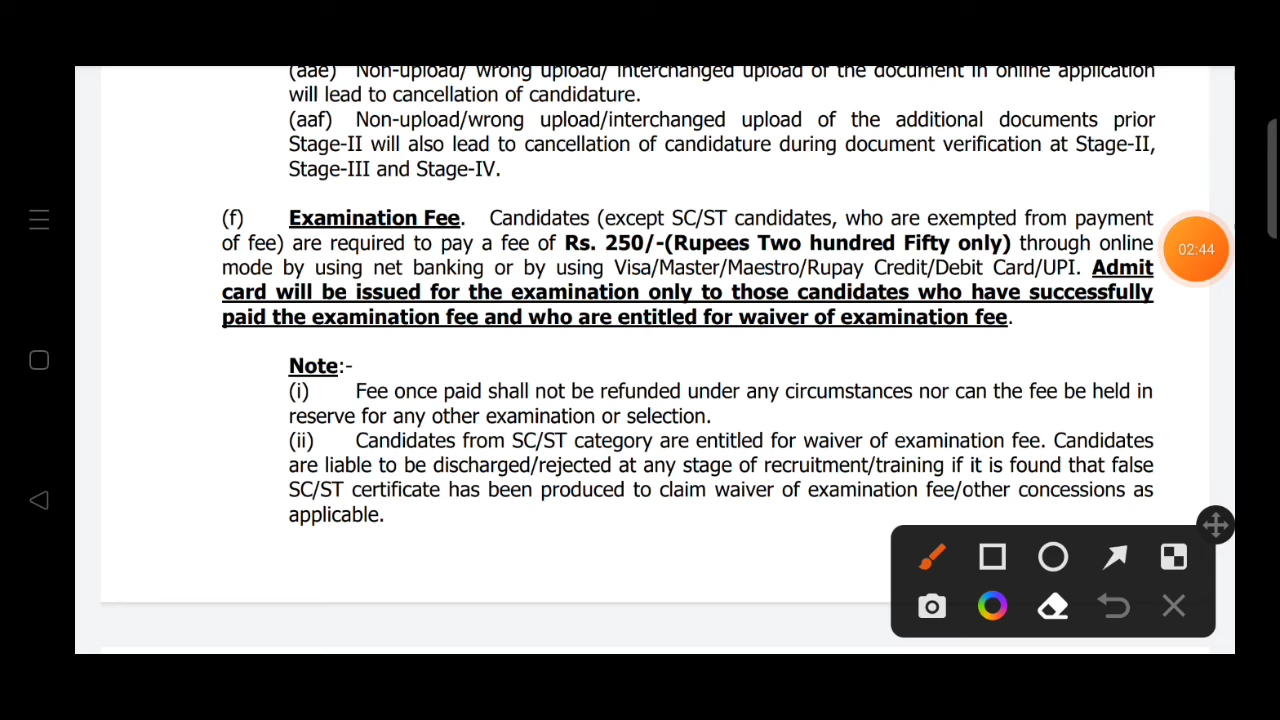 (aae) Non-upload/ wrong upload/ interchanged upload of the document in online application
will lead to cancellation of candidature.
(aaf) Non-upload/wrong upload/interchanged upload of the additional documents prior
Stage-II will also lead to cancellation of candidature during document verification at Stage-II,
Stage-III and Stage-IV.
(f) Examination Fee. Candidates (except SC/ST candidates, who are exempted from payment
of fee) are required to pay a fee of Rs. 250/-(Rupees Two hundred Fifty only) through online
mode by using net banking or by using Visa/Master/Maestro/Rupay Credit/Debit Card/UPI. Admit
card will be issued for the examination only to those candidates who have successfully
paid the examination fee and who are entitled for waiver of examination fee.
Note:-
(i) Fee once paid shall not be refunded under any circumstances nor can the fee be held in
reserve for any other examination or selection.
(ii) Candidates from SC/ST category are entitled for waiver of examination fee. Candidates
are liable to be discharged/rejected at any stage of recruitment/training if it is found that false
SC/ST certificate has been produced to claim waiver of examination fee/other concessions as
applicable.
02:44